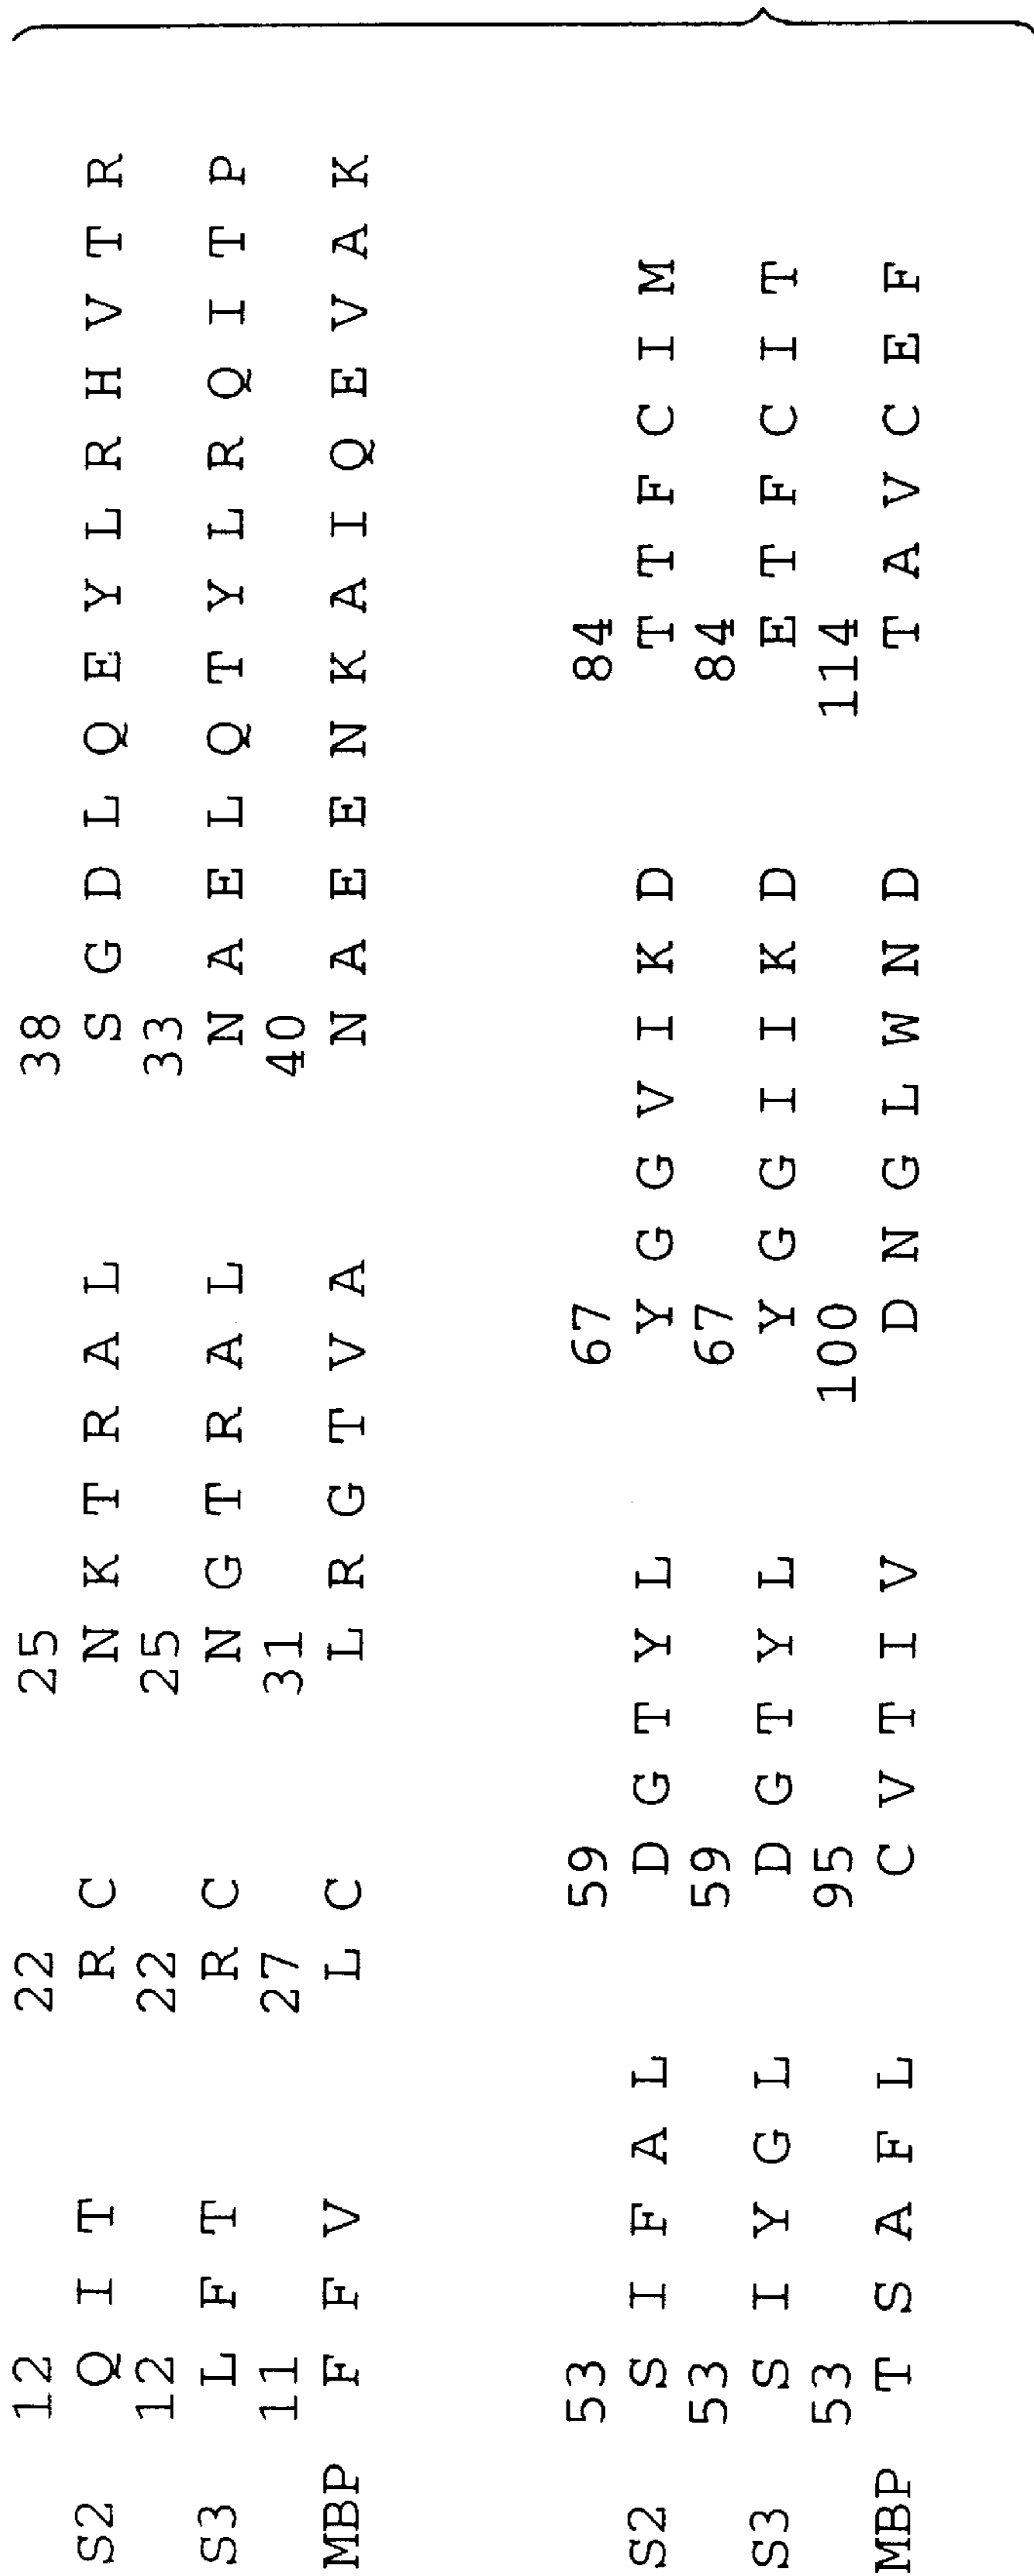 12 22 25 38
S2 Q I T R C N K T R A L S G D L Q E Y L R H V T R
12 22 25 33
S3 L F T R C N G T R A L N A E L Q T Y L R Q I T P
11 27 31 40
MBP F F V L C L R G T V A N A E E N K A I Q E V A K
53 59 67 84
S2 S I F A L D G T Y L Y G G V I K D T T F C I M
53 59 67 84
S3 S I Y G L D G T Y L Y G G I I K D E T F C I T
53 95 100 114
MBP T S A F L C V T I V D N G L W N D T A V C E F